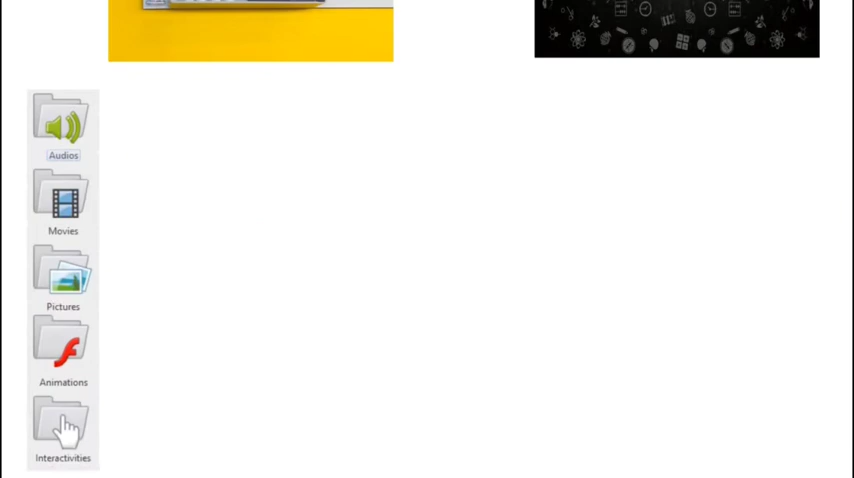 Audios
Movies
Pictures
Animations
Interactivities